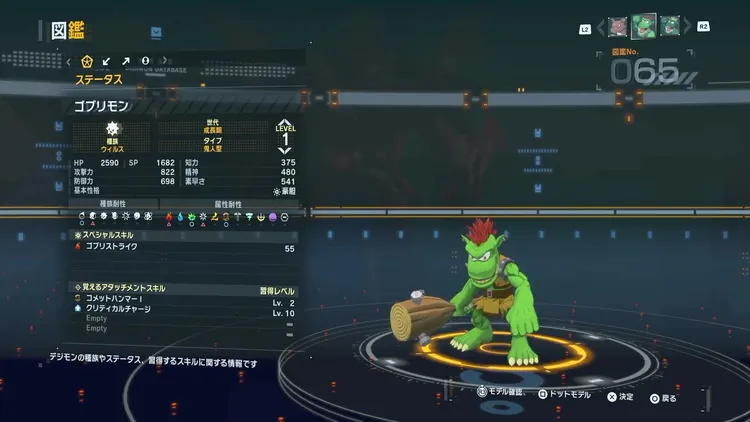 図鑑
L2
R2
図鑑No.
065
ステータス
ゴブリモン
種族
ウイルス
世代
成長期
タイプ
鬼人型
LEVEL
1
HP 2590 SP 1682 知力 375
攻撃力 822 精神 480
防御力 698 素早さ 541
基本性格 豪胆
種族耐性 属性耐性
スペシャルスキル
ゴブリストライク 55
覚えるアタッチメントスキル 習得レベル
コメットハンマーⅠ Lv. 2
クリティカルチャージ Lv. 10
Empty
Empty
デジモンの種族やステータス、習得するスキルに関する情報です
R3 モデル確認 ドットモデル 決定 戻る